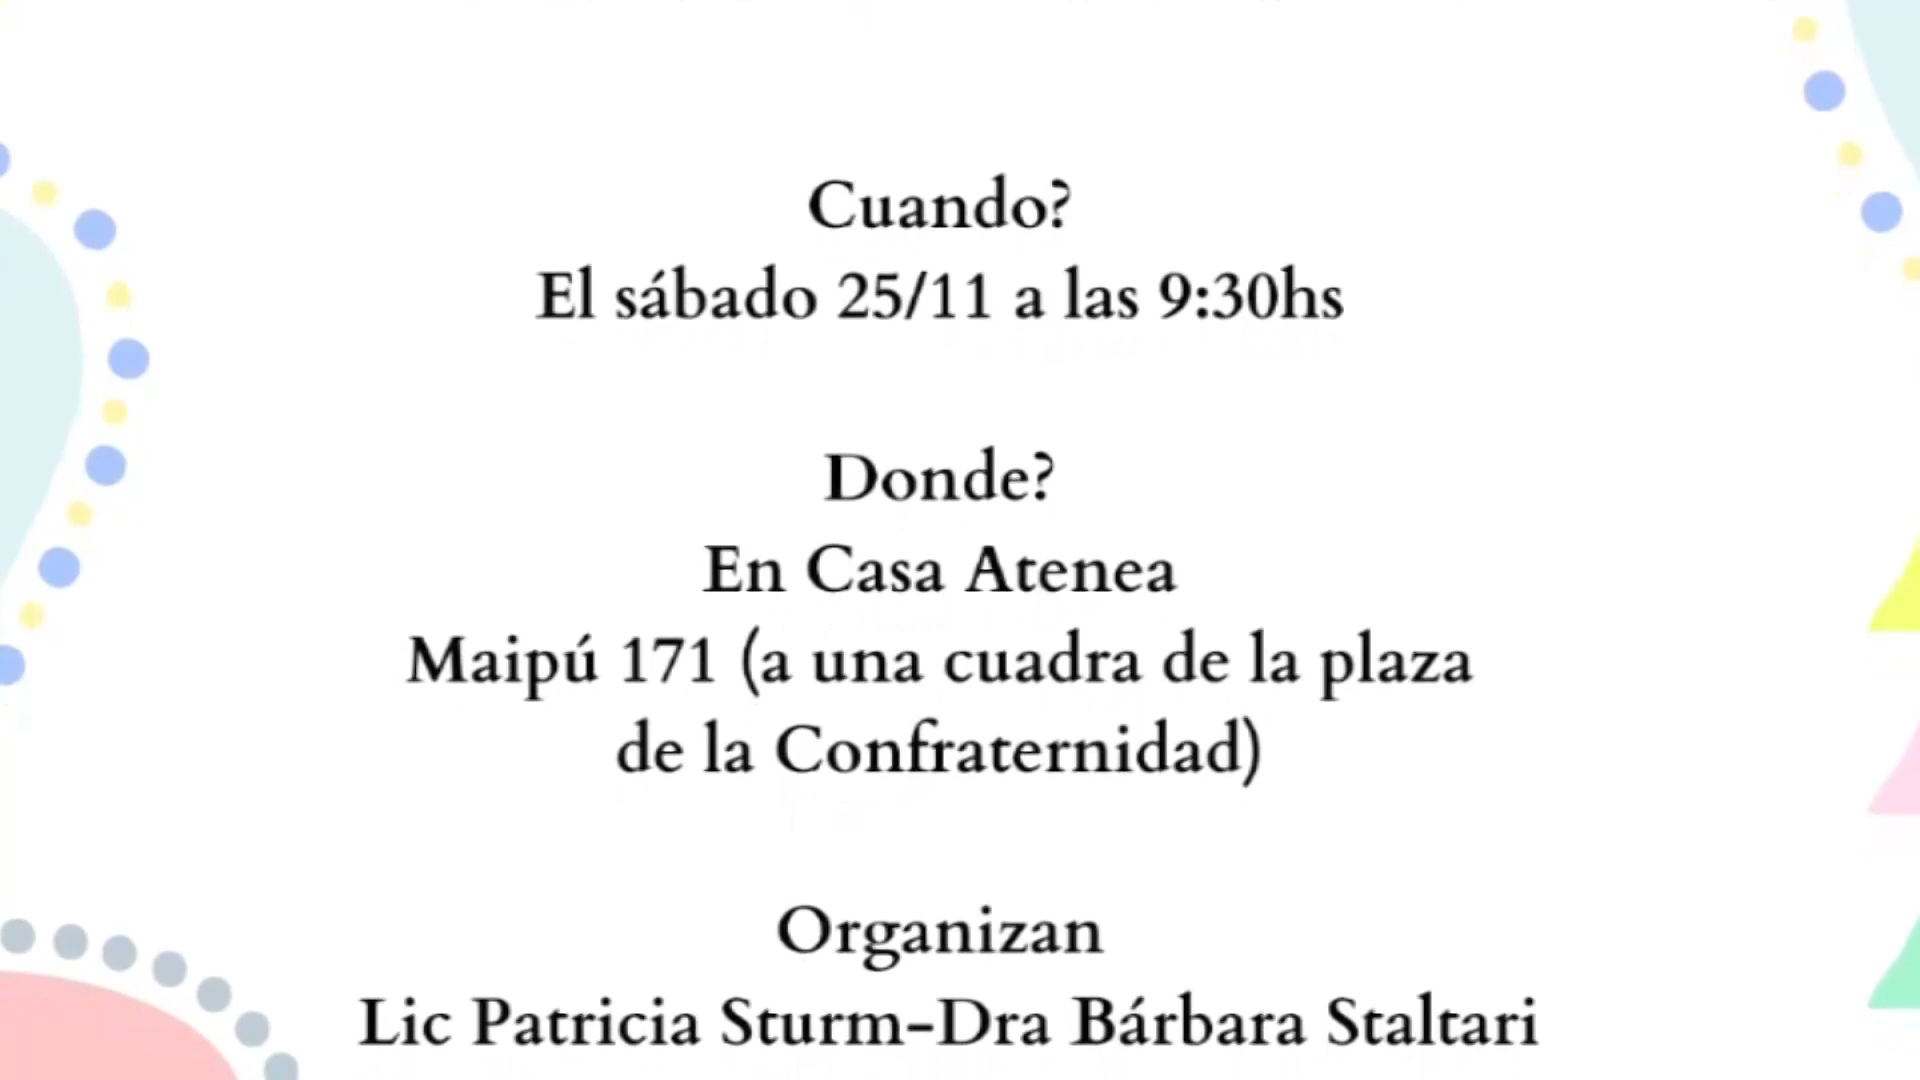 Cuando?
El sábado 25/11 a las 9:30hs
Donde?
En Casa Atenea
Maipú 171 (a una cuadra de la plaza
de la Confraternidad)
Organizan
Lic Patricia Sturm-Dra Bárbara Staltari